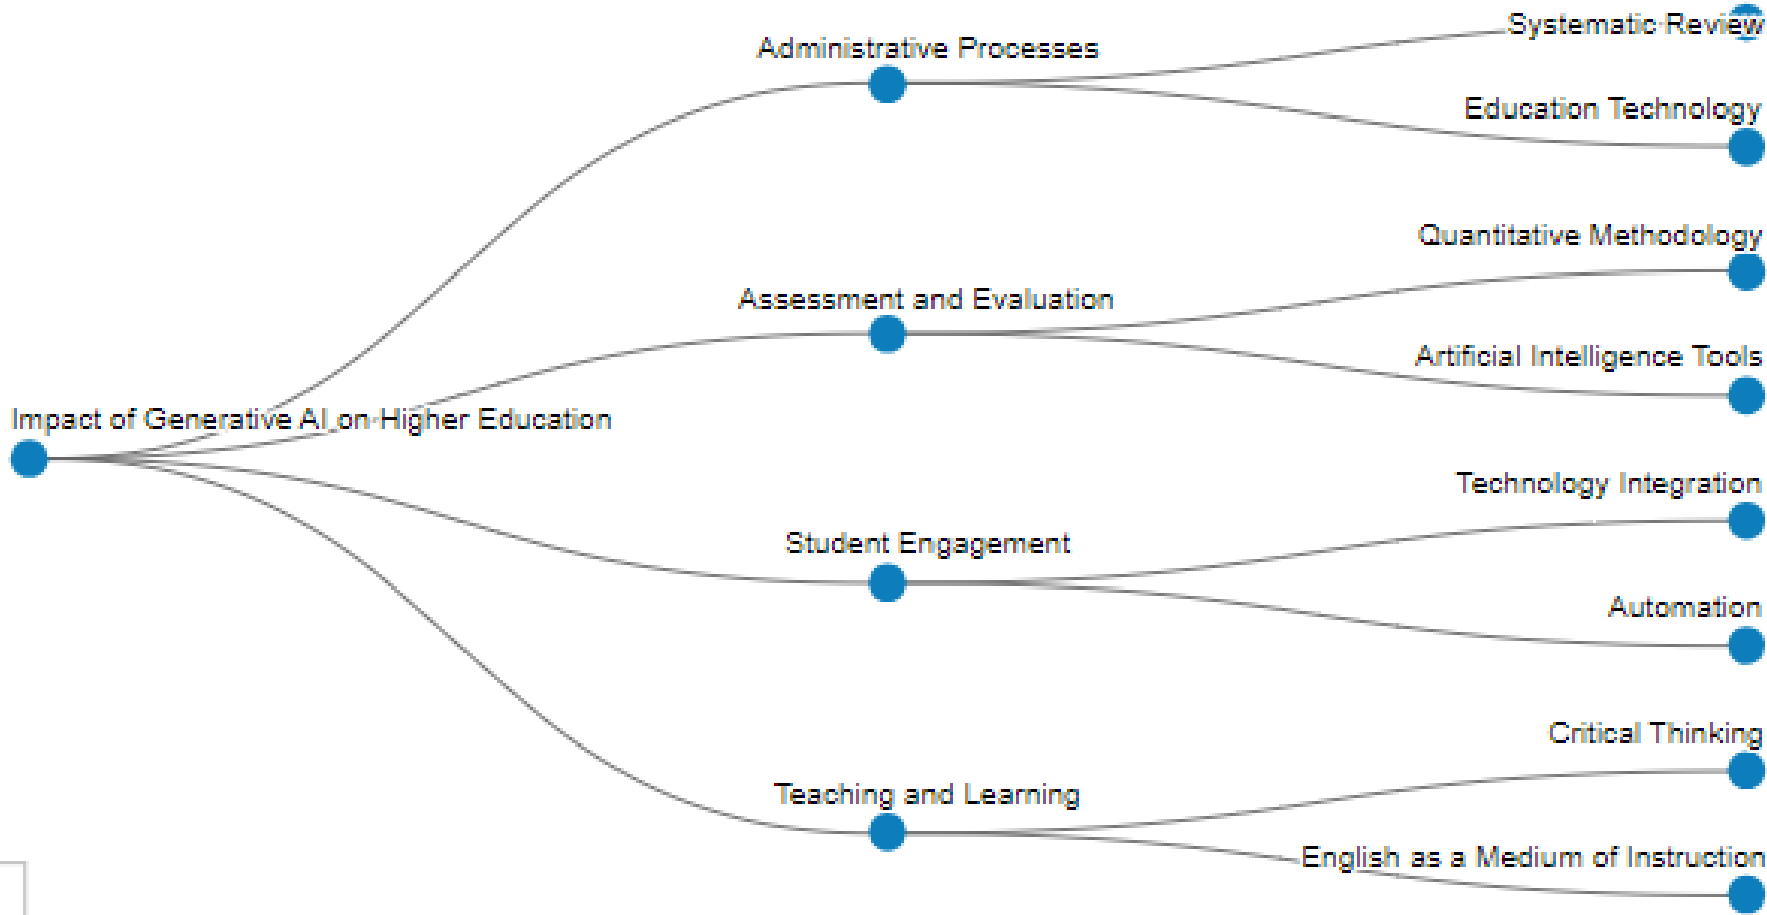 Systematic Review
Administrative Processes
Education Technology
Quantitative Methodology
Assessment and Evaluation
Artificial Intelligence Tools
Impact of Generative AI on Higher Education
Technology Integration
Student Engagement
Automation
Critical Thinking
Teaching and Learning
English as a Medium of Instruction